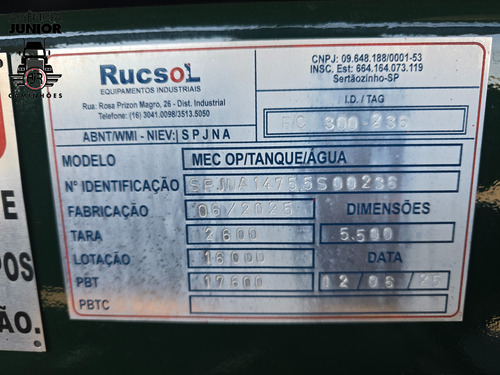 JUNIOR
CAMINHÕES
Rucsol
EQUIPAMENTOS INDUSTRIAIS
Rua: Rosa Prizon Magro, 26 - Dist. Industrial
Telefone: (16) 3041.0098/3513.5050
CNPJ: 09.648.188/0001-53
INSC. Est: 664.164.073.119
Sertãozinho-SP
I.D. / TAG
300-236
ABNT/WMI - NIEV: SPJNA
MODELO MEC OP/TANQUE/ÁGUA
Nº IDENTIFICAÇÃO
FABRICAÇÃO 06/2025 DIMENSÕES
TARA 2.600 5.500
LOTAÇÃO 16000 DATA
PBT 17600 12/06/25
PBTC
E
POS
ÃO.